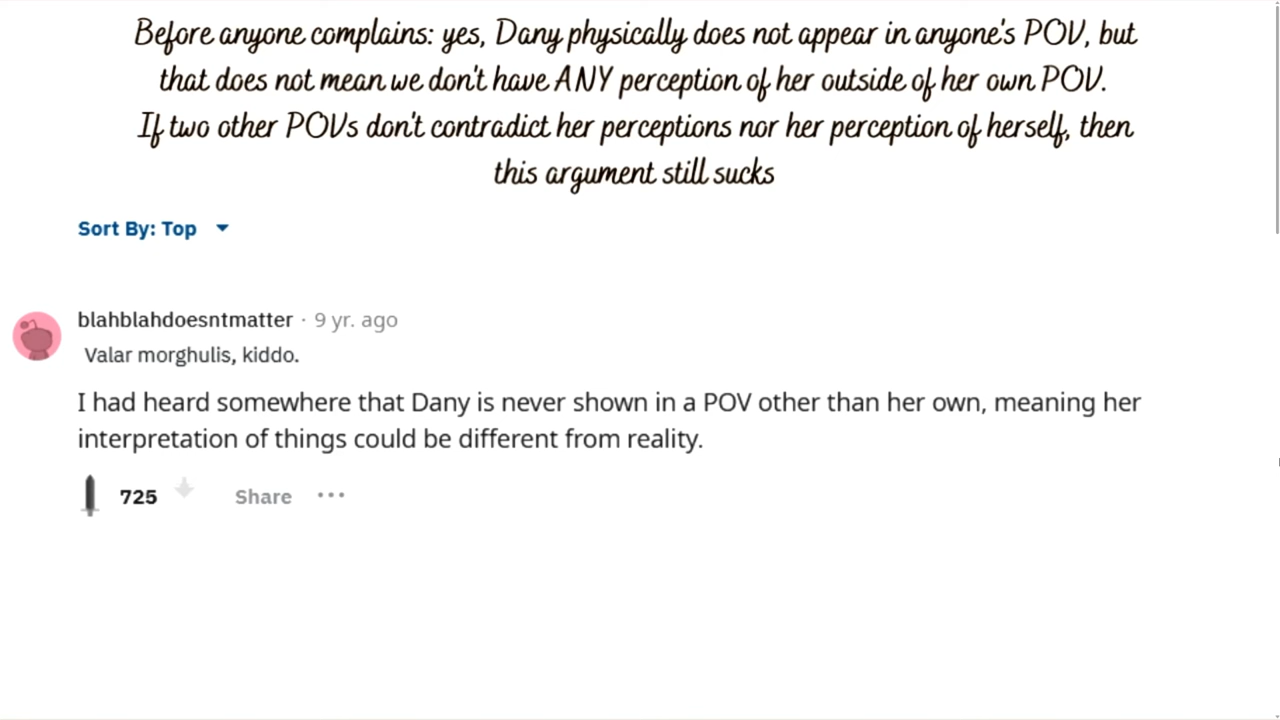 Before anyone complains: yes, Dany physically does not appear in anyone's POV, but
that does not mean we don't have ANY perception of her outside of her own POV.
If two other POVs don't contradict her perceptions nor her perception of herself, then
this argument still sucks
Sort By: Top
blahblahdoesntmatter · 9 yr. ago
Valar morghulis, kiddo.
I had heard somewhere that Dany is never shown in a POV other than her own, meaning her
interpretation of things could be different from reality.
725 Share ···